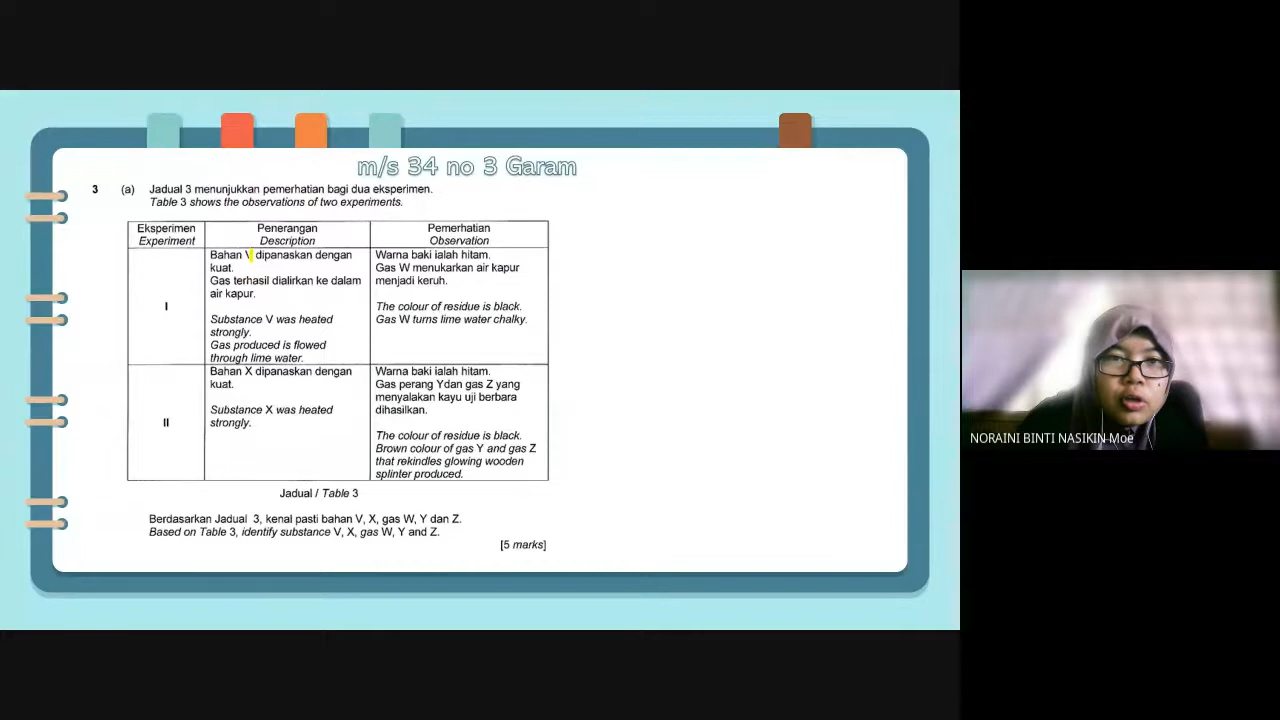 m/s 34 no 3 Garam
3 (a) Jadual 3 menunjukkan pemerhatian bagi dua eksperimen.
Table 3 shows the observations of two experiments.
Eksperimen
Experiment
Penerangan
Description
Pemerhatian
Observation
I
Bahan V dipanaskan dengan
kuat.
Gas terhasil dialirkan ke dalam
air kapur.
Substance V was heated
strongly.
Gas produced is flowed
through lime water.
Warna baki ialah hitam.
Gas W menukarkan air kapur
menjadi keruh.
The colour of residue is black.
Gas W turns lime water chalky.
II
Bahan X dipanaskan dengan
kuat.
Substance X was heated
strongly.
Warna baki ialah hitam.
Gas perang Ydan gas Z yang
menyalakan kayu uji berbara
dihasilkan.
The colour of residue is black.
Brown colour of gas Y and gas Z
that rekindles glowing wooden
splinter produced.
Jadual / Table 3
Berdasarkan Jadual 3, kenal pasti bahan V, X, gas W, Y dan Z.
Based on Table 3, identify substance V, X, gas W, Y and Z.
[5 marks]
NORAINI BINTI NASIKIN Moe